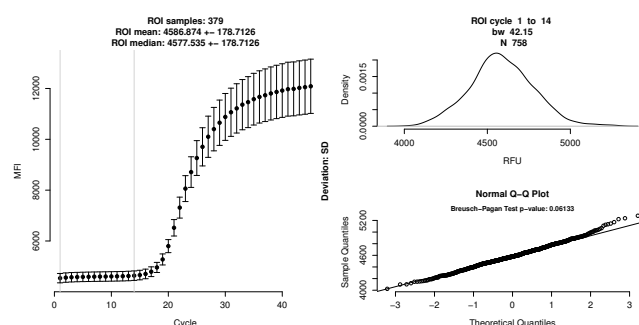 ROI samples: 379
ROI mean: 4586.874 +- 178.7126
ROI median: 4577.535 +- 178.7126
MFI
6000
8000
10000
12000
0
10
20
30
40
Cycle
Deviation: SD
ROI cycle 1 to 14
bw 42.15
N 758
Density
0.0000
0.0015
4000
4500
5000
RFU
Normal Q-Q Plot
Breusch-Pagan Test p-value: 0.06133
Sample Quantiles
4000
4600
5200
-3
-2
-1
0
1
2
3
Theoretical Quantiles